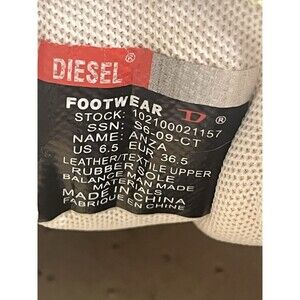 DIESEL®
FOOTWEAR D®
STOCK: 102100021157
SSN: S6-09-CT
NAME: ANZA
US 6.5 EUR 36.5
LEATHER/TEXTILE UPPER
RUBBER SOLE
BALANCE MAN MADE
MATERIALS
MADE IN CHINA
FABRIQUE EN CHINE